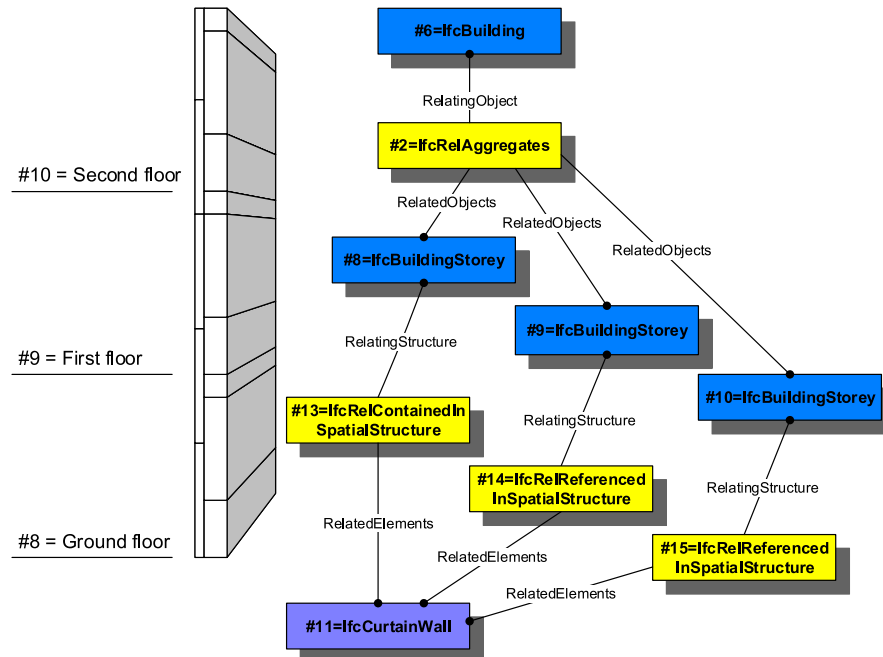 #6=IfcBuilding
RelatingObject
#2=IfcRelAggregates
#10 = Second floor
RelatedObjects
RelatedObjects
RelatedObjects
#8=IfcBuildingStorey
#9=IfcBuildingStorey
#9 = First floor
RelatingStructure
#10=IfcBuildingStorey
#13=IfcRelContainedIn
SpatialStructure
RelatingStructure
#14=IfcRelReferenced
InSpatialStructure
RelatingStructure
#8 = Ground floor
RelatedElements
RelatedElements
#15=IfcRelReferenced
InSpatialStructure
RelatedElements
#11=IfcCurtainWall